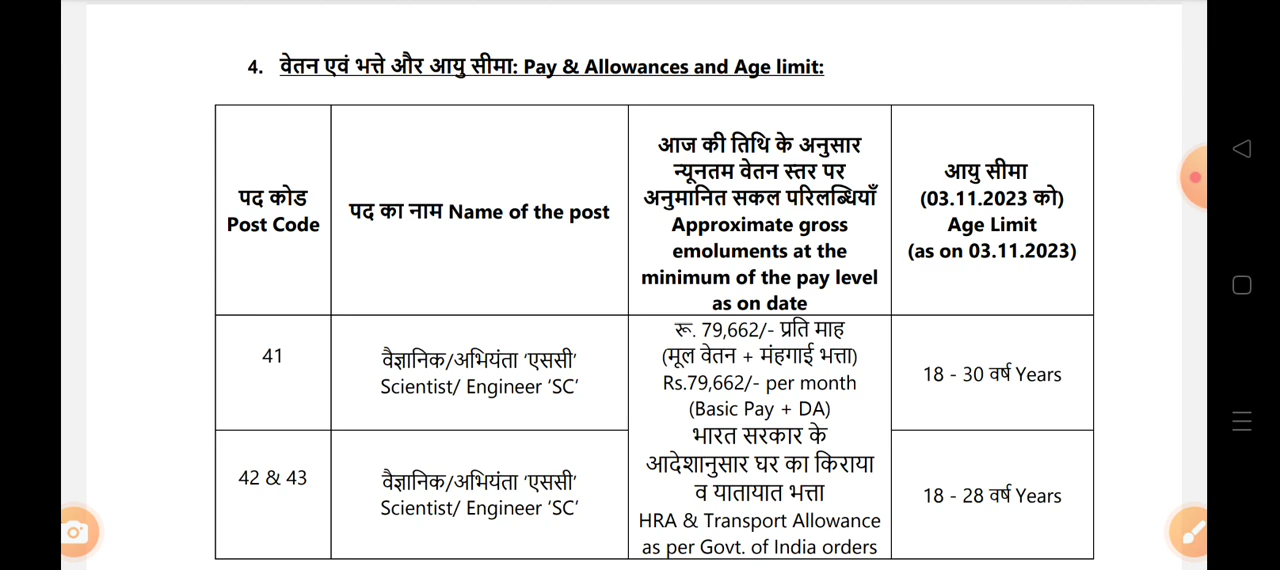 4. वेतन एवं भत्ते और आयु सीमा: Pay & Allowances and Age limit:
पद कोड
Post Code
पद का नाम Name of the post
आज की तिथि के अनुसार
न्यूनतम वेतन स्तर पर
अनुमानित सकल परिलब्धियाँ
Approximate gross
emoluments at the
minimum of the pay level
as on date
आयु सीमा
(03.11.2023 को)
Age Limit
(as on 03.11.2023)
41
वैज्ञानिक/अभियंता ‘एससी’
Scientist/ Engineer ‘SC’
रू. 79,662/- प्रति माह
(मूल वेतन + मंहगाई भत्ता)
Rs.79,662/- per month
(Basic Pay + DA)
भारत सरकार के
आदेशानुसार घर का किराया
व यातायात भत्ता
HRA & Transport Allowance
as per Govt. of India orders
18 - 30 वर्ष Years
42 & 43
वैज्ञानिक/अभियंता ‘एससी’
Scientist/ Engineer ‘SC’
18 - 28 वर्ष Years